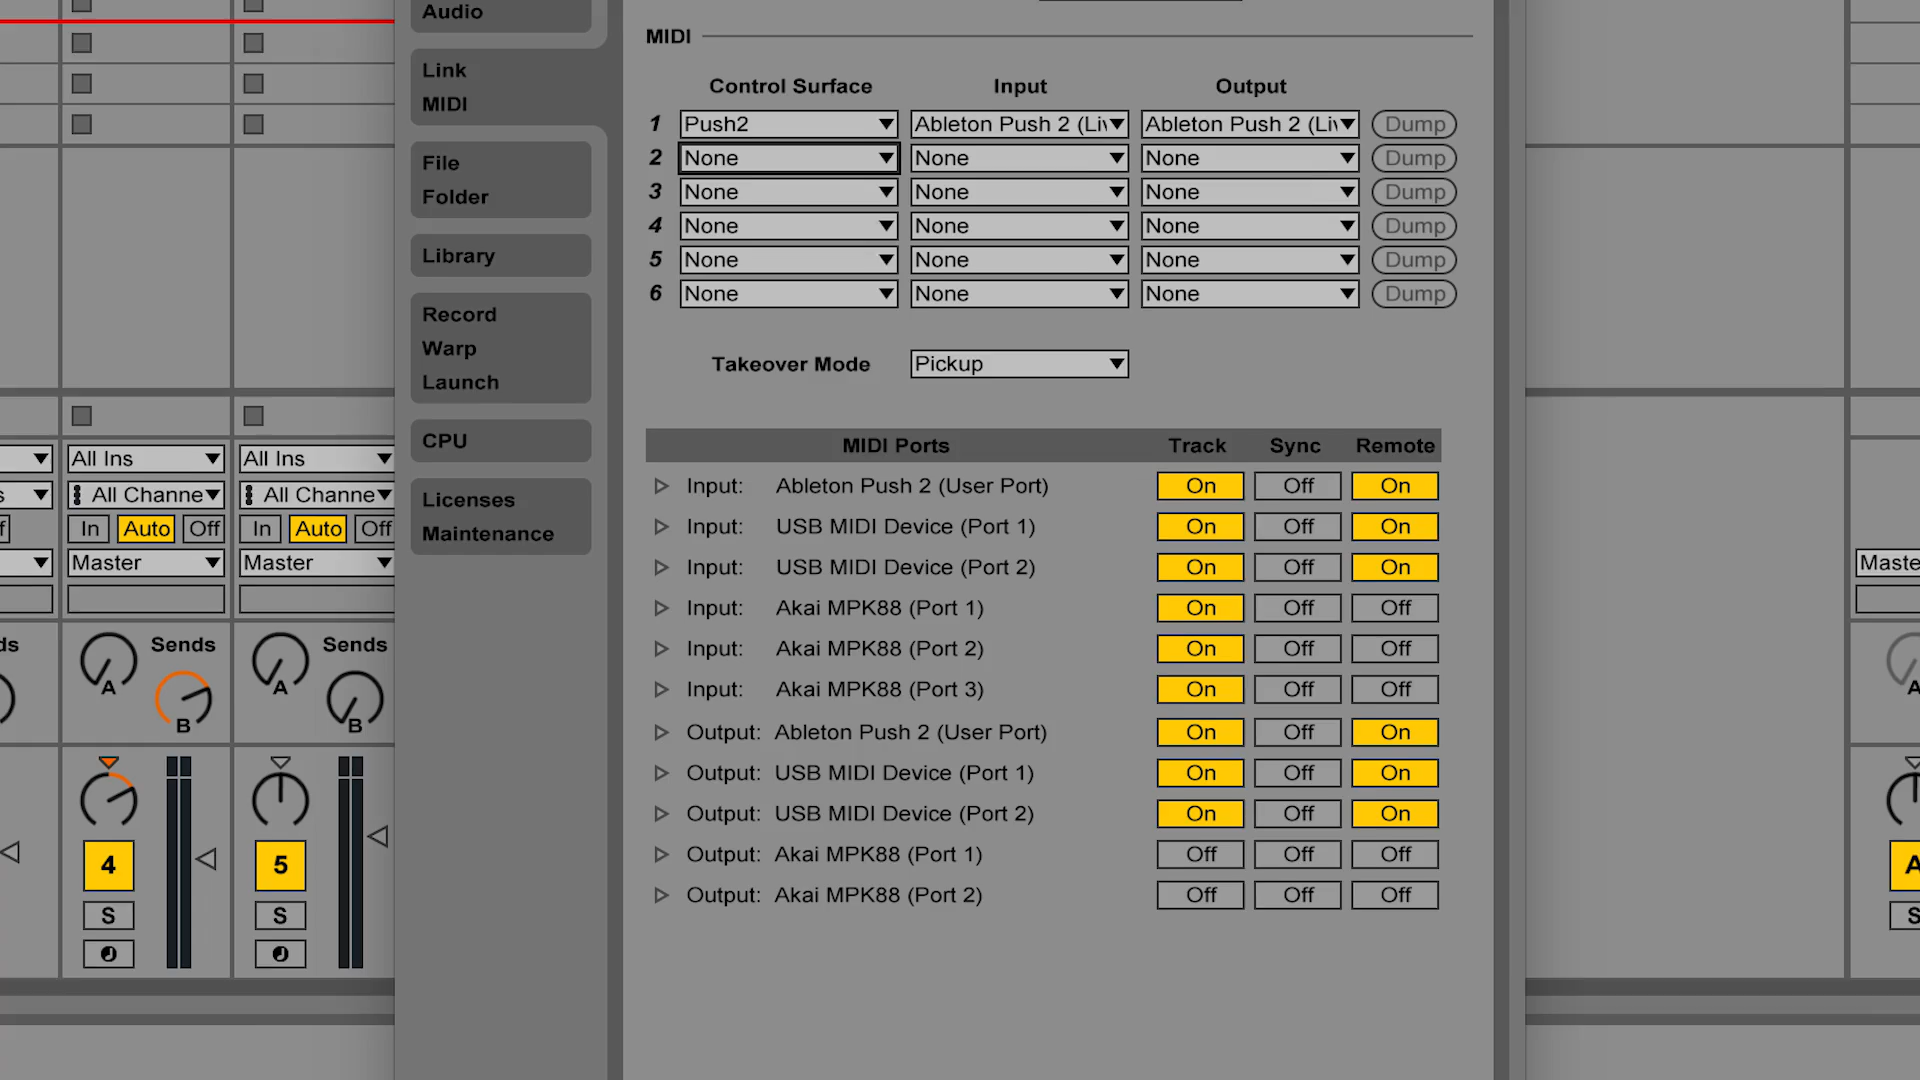 Audio
Link
MIDI
File
Folder
Library
Record
Warp
Launch
CPU
Licenses
Maintenance
MIDI
Control Surface Input Output
1 Push2 Ableton Push 2 (Liv Ableton Push 2 (Liv Dump
2 None None None Dump
3 None None None Dump
4 None None None Dump
5 None None None Dump
6 None None None Dump
Takeover Mode Pickup
MIDI Ports Track Sync Remote
Input: Ableton Push 2 (User Port) On Off On
Input: USB MIDI Device (Port 1) On Off On
Input: USB MIDI Device (Port 2) On Off On
Input: Akai MPK88 (Port 1) On Off Off
Input: Akai MPK88 (Port 2) On Off Off
Input: Akai MPK88 (Port 3) On Off Off
Output: Ableton Push 2 (User Port) On Off On
Output: USB MIDI Device (Port 1) On Off On
Output: USB MIDI Device (Port 2) On Off On
Output: Akai MPK88 (Port 1) Off Off Off
Output: Akai MPK88 (Port 2) Off Off Off
All Ins All Ins
All Channe All Channe
In Auto Off In Auto Off
Master Master Maste
Sends Sends
A A A
B B
4 5 A
S S S